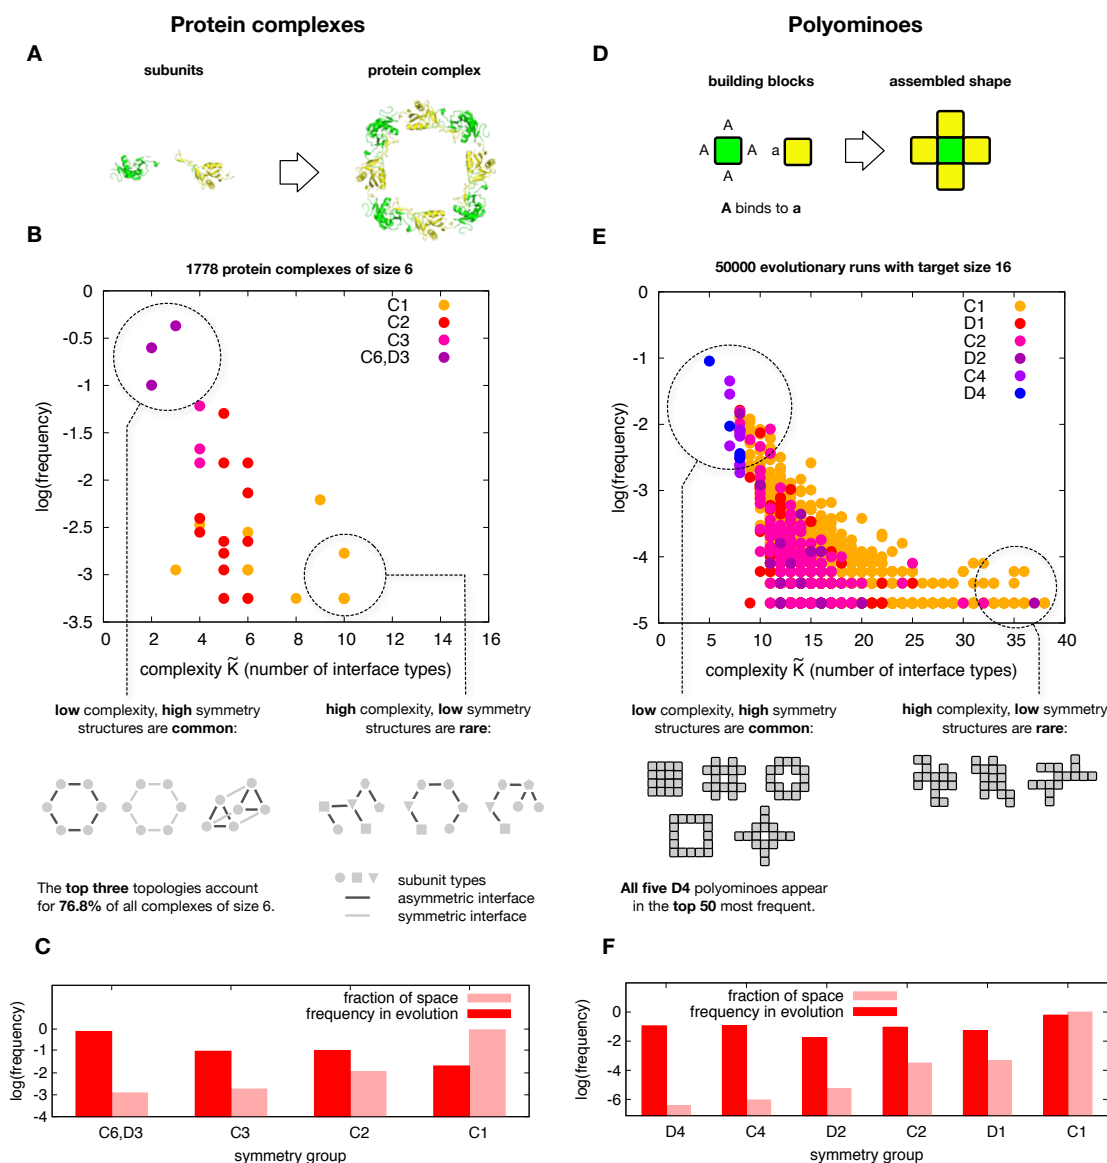 Protein complexes
A
subunits
protein complex
B
1778 protein complexes of size 6
C1
C2
C3
C6,D3
log(frequency)
0
-0.5
-1
-1.5
-2
-2.5
-3
-3.5
0 2 4 6 8 10 12 14 16
complexity K̃ (number of interface types)
low complexity, high symmetry
structures are common:
high complexity, low symmetry
structures are rare:
The top three topologies account
for 76.8% of all complexes of size 6.
subunit types
asymmetric interface
symmetric interface
C
fraction of space
frequency in evolution
log(frequency)
0
-1
-2
-3
-4
C6,D3 C3 C2 C1
symmetry group
Polyominoes
D
building blocks
assembled shape
A
A A a
A
A binds to a
E
50000 evolutionary runs with target size 16
C1
D1
C2
D2
C4
D4
log(frequency)
0
-1
-2
-3
-4
-5
0 5 10 15 20 25 30 35 40
complexity K̃ (number of interface types)
low complexity, high symmetry
structures are common:
high complexity, low symmetry
structures are rare:
All five D4 polyominoes appear
in the top 50 most frequent.
F
fraction of space
frequency in evolution
log(frequency)
0
-2
-4
-6
D4 C4 D2 C2 D1 C1
symmetry group